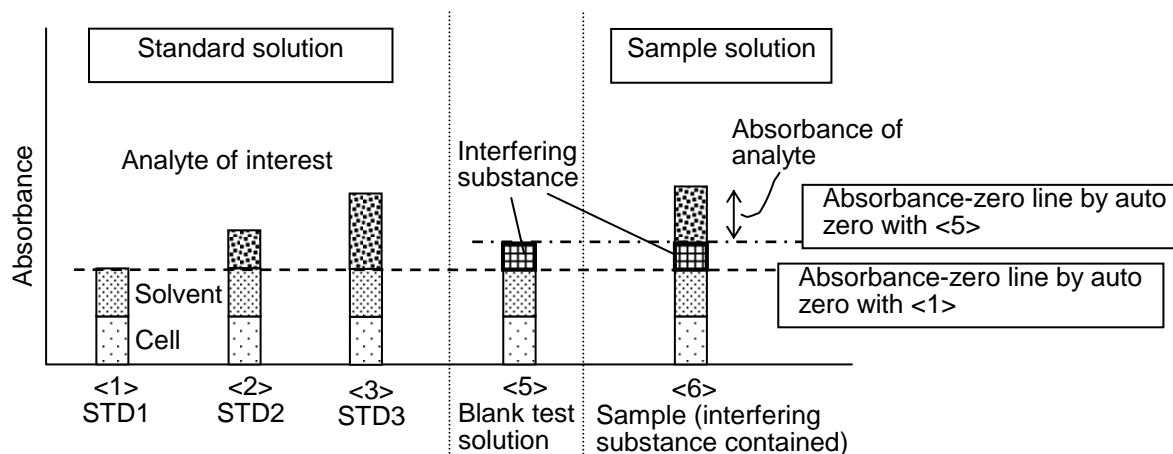 Standard solution
Sample solution
Absorbance
Analyte of interest
Interfering
substance
Absorbance of
analyte
Absorbance-zero line by auto
zero with <5>
Absorbance-zero line by auto
zero with <1>
Solvent
Cell
<1>
STD1
<2>
STD2
<3>
STD3
<5>
Blank test
solution
<6>
Sample (interfering
substance contained)